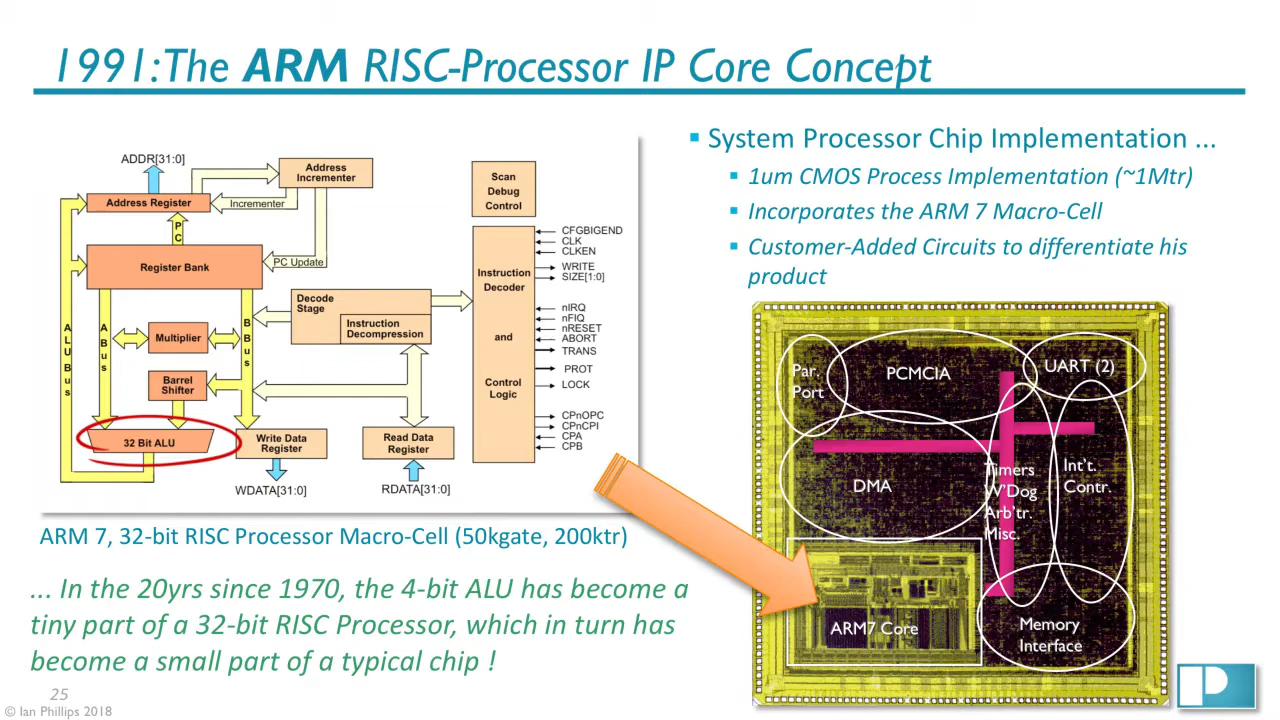 1991:The ARM RISC-Processor IP Core Concept
ADDR[31:0]
Address
Incrementer
Address Register
Incrementer
P
C
Register Bank
PC Update
Scan
Debug
Control
Decode
Stage
Instruction
Decompression
Instruction
Decoder
and
Control
Logic
CFGBIGEND
CLK
CLKEN
WRITE
SIZE[1:0]
nIRQ
nFIQ
nRESET
ABORT
TRANS
PROT
LOCK
CPnOPC
CPnCPI
CPA
CPB
A
L
U
B
u
s
A
B
u
s
B
B
u
s
Multiplier
Barrel
Shifter
32 Bit ALU
Write Data
Register
Read Data
Register
WDATA[31:0]
RDATA[31:0]
ARM 7, 32-bit RISC Processor Macro-Cell (50kgate, 200ktr)
... In the 20yrs since 1970, the 4-bit ALU has become a
tiny part of a 32-bit RISC Processor, which in turn has
become a small part of a typical chip !
▪ System Processor Chip Implementation ...
▪ 1um CMOS Process Implementation (~1Mtr)
▪ Incorporates the ARM 7 Macro-Cell
▪ Customer-Added Circuits to differentiate his
product
Par.
Port
PCMCIA
UART (2)
DMA
Timers
W'Dog
Arb'tr.
Misc.
Int't.
Contr.
ARM7 Core
Memory
Interface
25
© Ian Phillips 2018
P